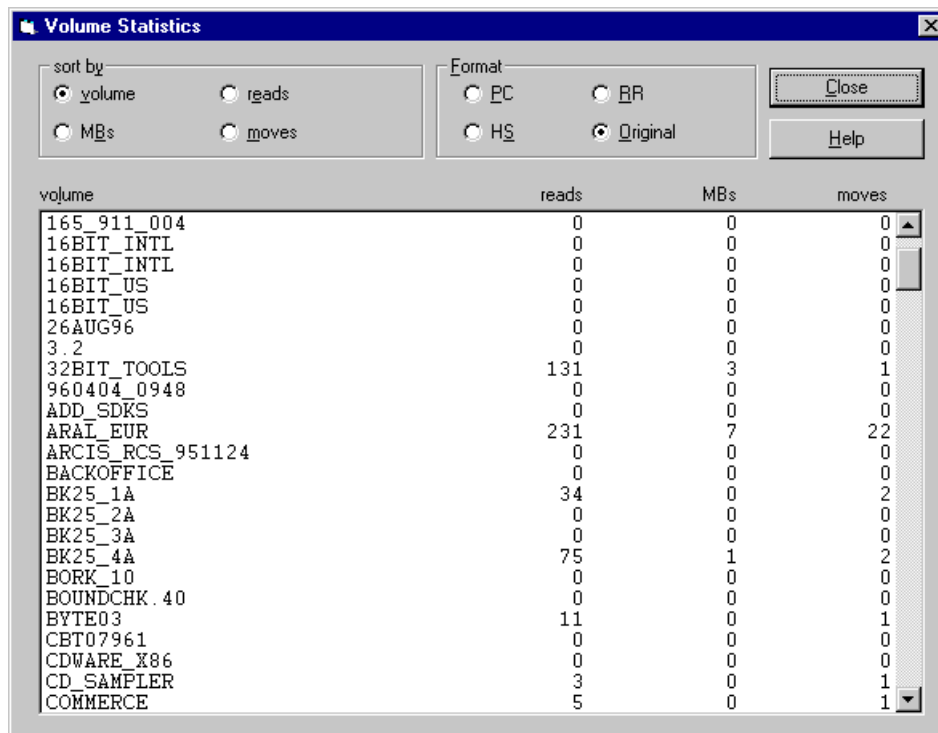 Volume Statistics
sort by
volume reads
MBs moves
Format
PC RR
HS Original
Close
Help
volume reads MBs moves
165_911_004 0 0 0
16BIT_INTL 0 0 0
16BIT_INTL 0 0 0
16BIT_US 0 0 0
16BIT_US 0 0 0
26AUG96 0 0 0
3.2 0 0 0
32BIT_TOOLS 131 3 1
960404_0948 0 0 0
ADD_SDKS 0 0 0
ARAL_EUR 231 7 22
ARCIS_RCS_951124 0 0 0
BACKOFFICE 0 0 0
BK25_1A 34 0 2
BK25_2A 0 0 0
BK25_3A 0 0 0
BK25_4A 75 1 2
BORK_10 0 0 0
BOUNDCHK.40 0 0 0
BYTE03 11 0 1
CBT07961 0 0 0
CDWARE_X86 0 0 0
CD_SAMPLER 3 0 1
COMMERCE 5 0 1